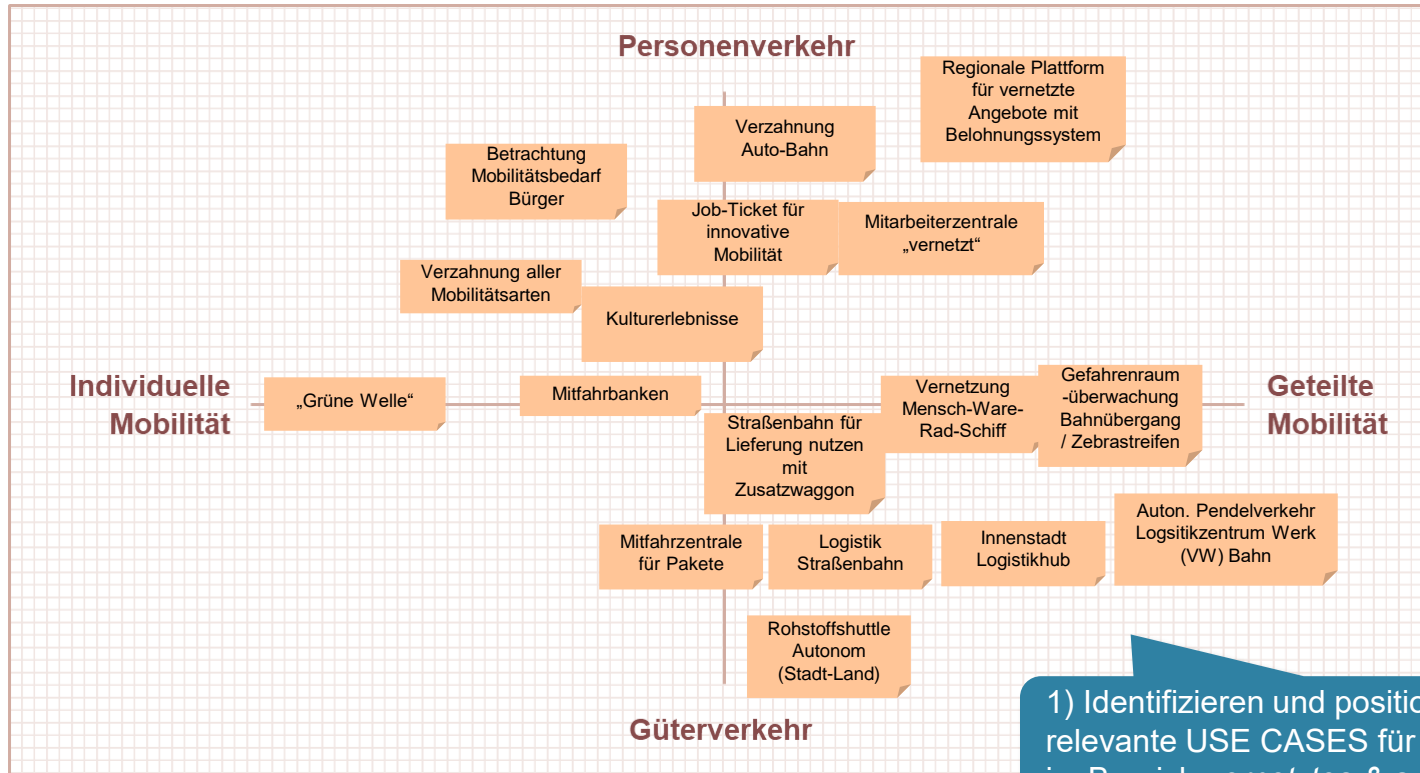 Personenverkehr
Regionale Plattform
für vernetzte
Angebote mit
Belohnungssystem
Verzahnung
Auto-Bahn
Betrachtung
Mobilitätsbedarf
Bürger
Job-Ticket für
innovative
Mobilität
Mitarbeiterzentrale
„vernetzt“
Verzahnung aller
Mobilitätsarten
Kulturerlebnisse
Individuelle
Mobilität
„Grüne Welle“
Mitfahrbanken
Vernetzung
Mensch-Ware-
Rad-Schiff
Gefahrenraum
-überwachung
Bahnübergang
/ Zebrastreifen
Geteilte
Mobilität
Straßenbahn für
Lieferung nutzen
mit
Zusatzwaggon
Mitfahrzentrale
für Pakete
Logistik
Straßenbahn
Innenstadt
Logistikhub
Auton. Pendelverkehr
Logsitikzentrum Werk
(VW) Bahn
Rohstoffshuttle
Autonom
(Stadt-Land)
Güterverkehr
1) Identifizieren und positio
relevante USE CASES für